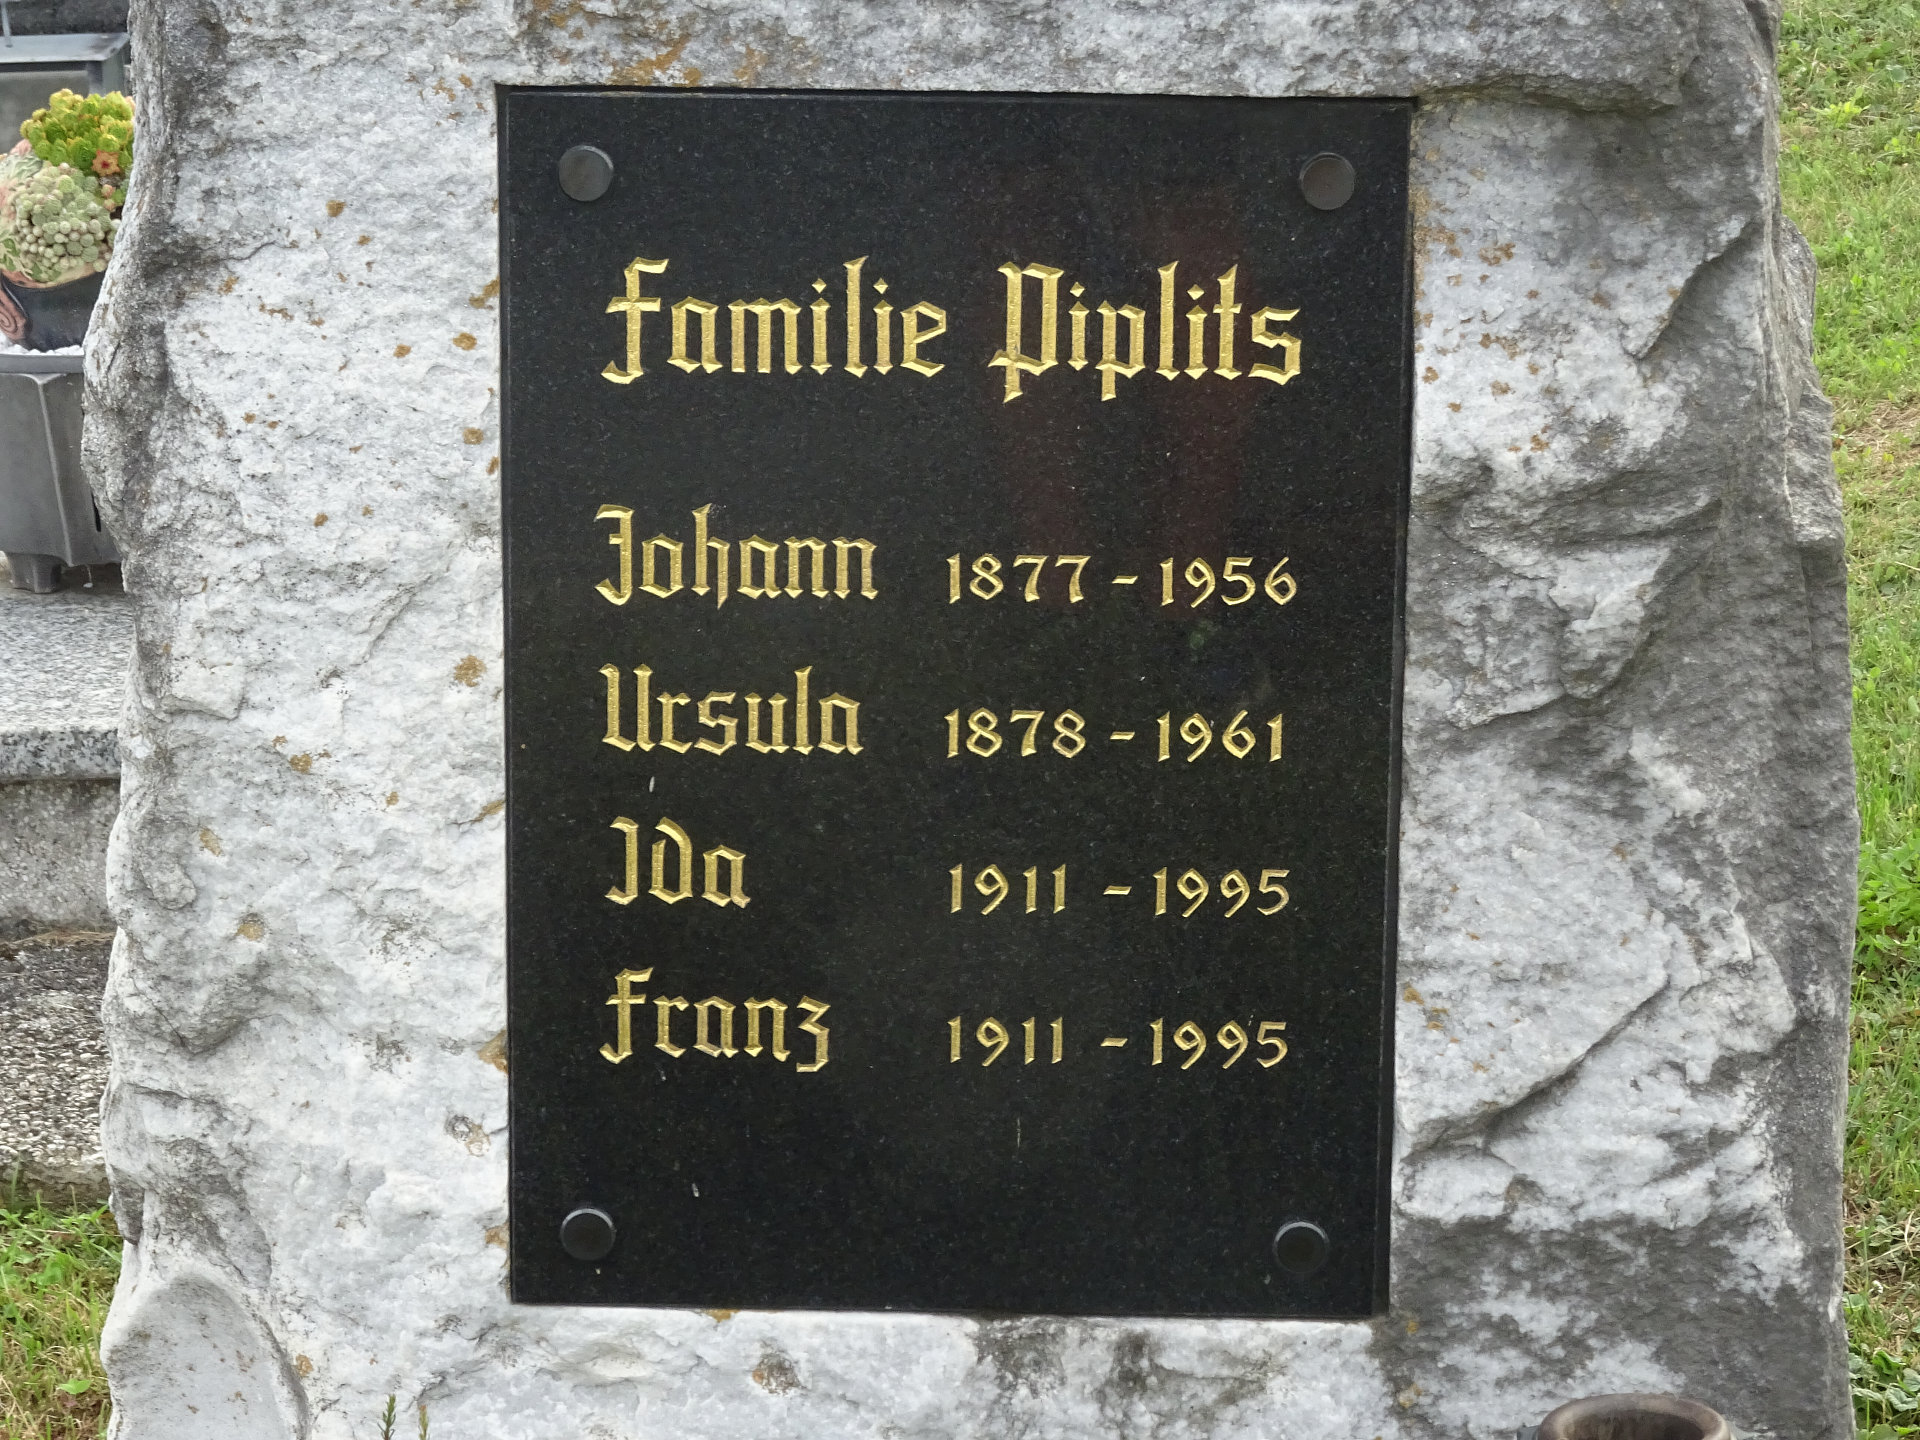 Familie Piplits
Johann 1877 - 1956
Ursula 1878 - 1961
Ida 1911 - 1995
Franz 1911 - 1995